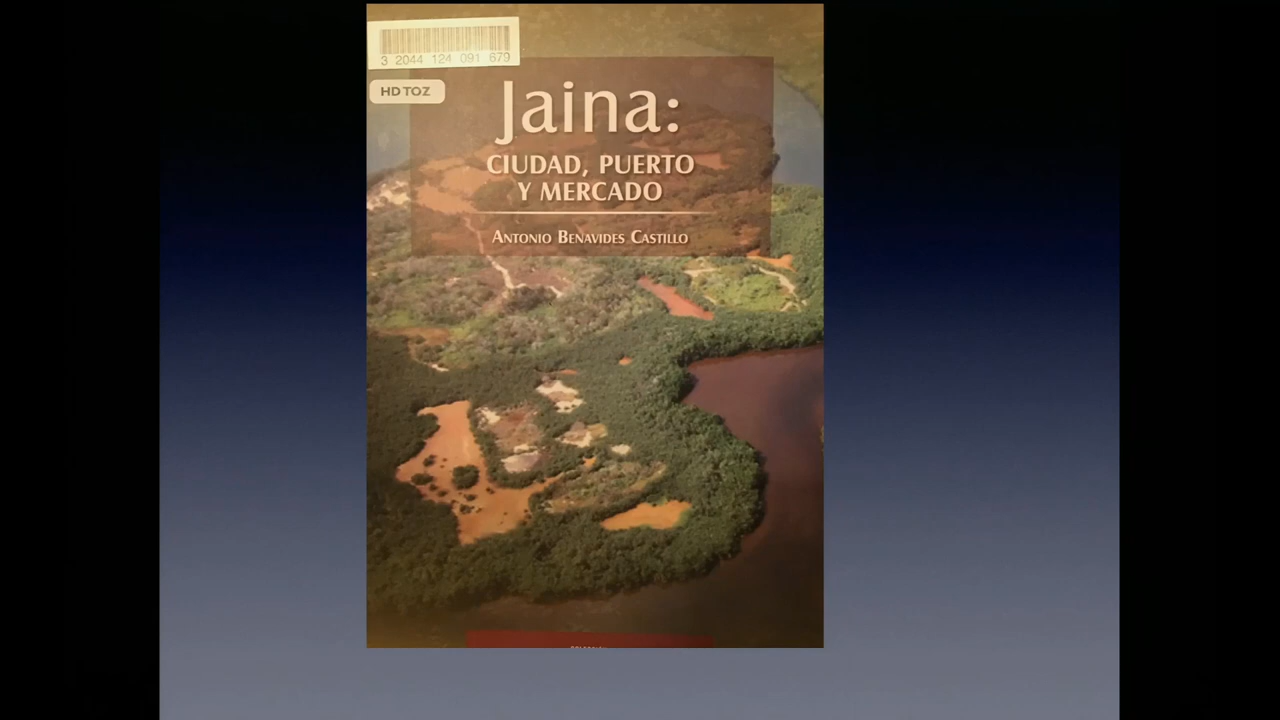 3 2044 124 091 679
HD TOZ
Jaina:
CIUDAD, PUERTO
Y MERCADO
ANTONIO BENAVIDES CASTILLO